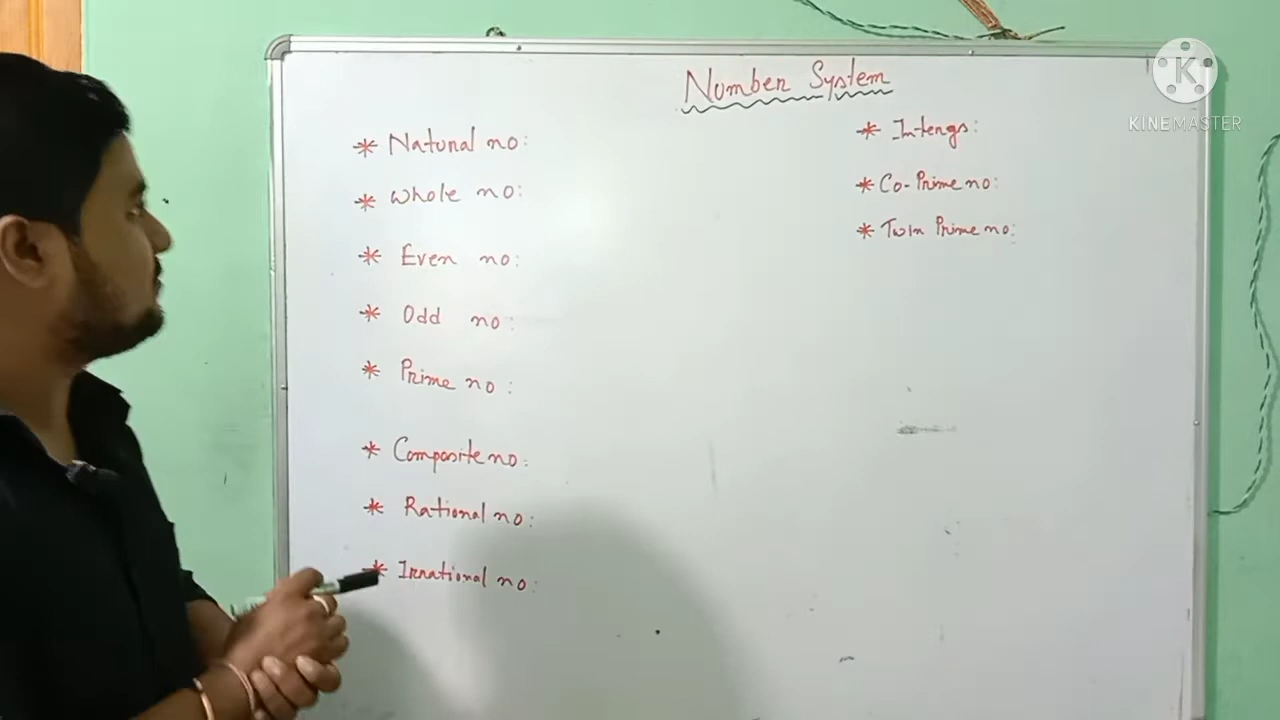 Number System
* Natural no:
* Whole no:
* Even no:
* Odd no:
* Prime no:
* Composite no:
* Rational no:
* Irrational no:
* Intengs:
* Co-Prime no:
* Twin Prime no:
K
KINEMASTER